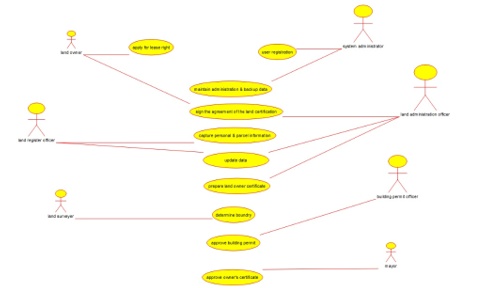 apply for lease right
land owner
user registration
system administrator
maintain administration & backup data
sign the agreement of the land certification
land administration officer
capture personal & parcel information
land register officer
update data
prepare land owner certificate
building permit officer
land surveyer
determine boundry
approve building permit
mayor
approve owner's certificate